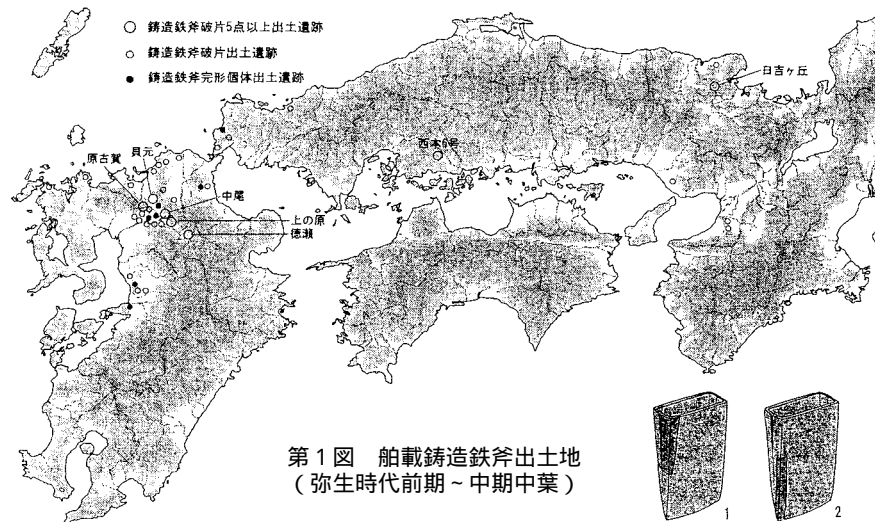 鋳造鉄斧破片5点以上出土遺跡
鋳造鉄斧破片出土遺跡
鋳造鉄斧完形個体出土遺跡
日吉ヶ丘
西本6号
貝元
原古賀
中尾
上の原
徳瀬
第1図 舶載鋳造鉄斧出土地
(弥生時代前期~中期中葉)
1
2